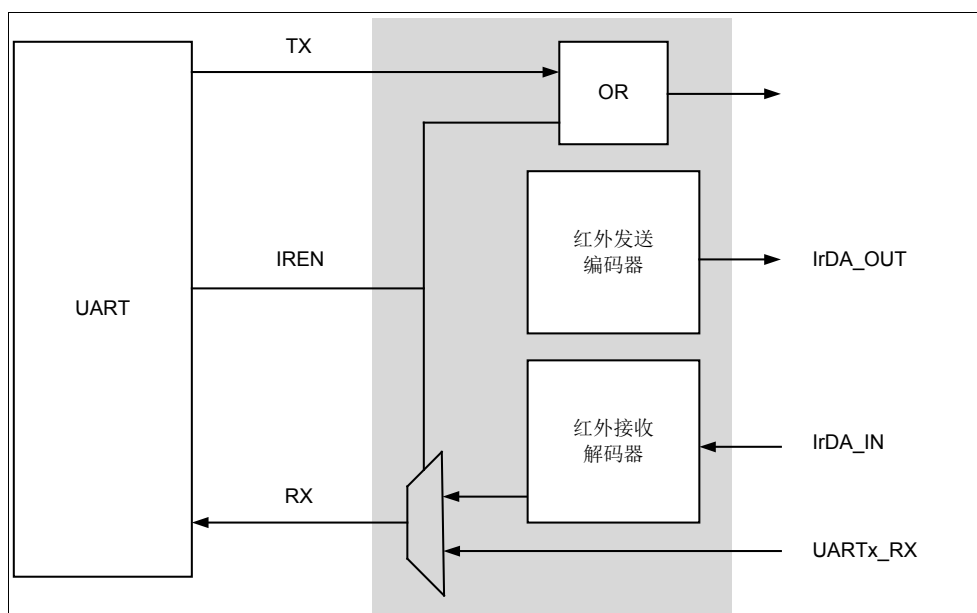 TX
OR
红外发送
编码器
IREN
IrDA_OUT
UART
红外接收
解码器
IrDA_IN
RX
UARTx_RX